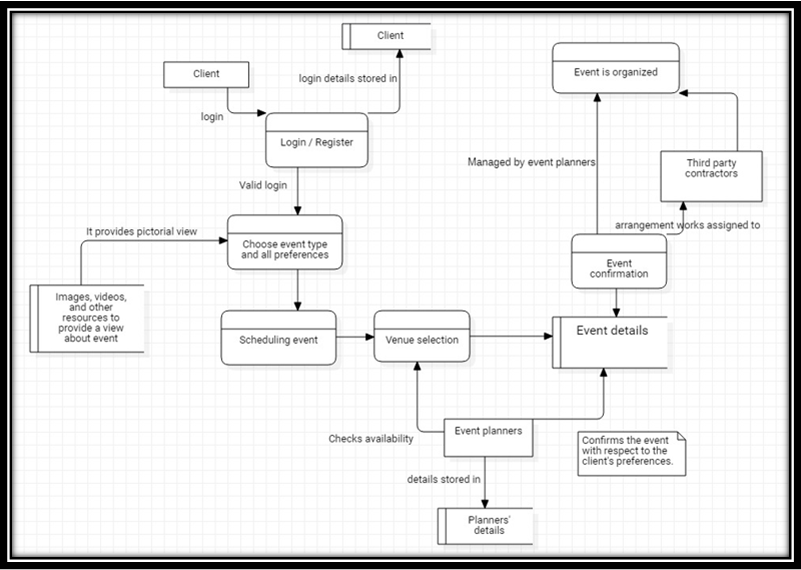 Client
Client
login details stored in
login
Login / Register
Valid login
It provides pictorial view
Choose event type
and all preferences
Images, videos,
and other
resources to
provide a view
about event
Scheduling event
Venue selection
Event is organized
Managed by event planners
Third party
contractors
arrangement works assigned to
Event
confirmation
Event details
Checks availability
Event planners
Confirms the event
with respect to the
client's preferences.
details stored in
Planners'
details